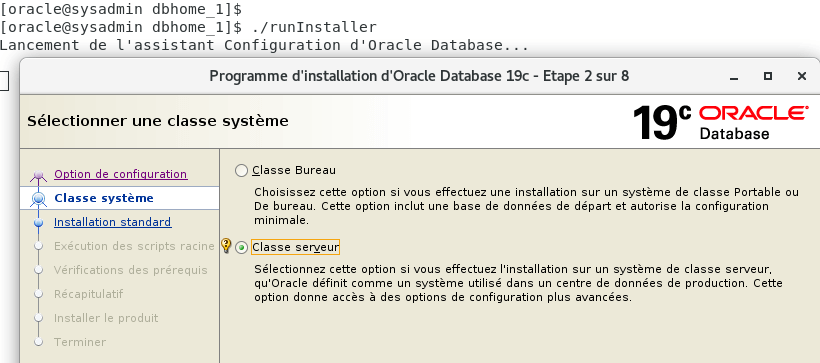 [oracle@sysadmin dbhome_1]$
[oracle@sysadmin dbhome_1]$ ./runInstaller
Lancement de l'assistant Configuration d'Oracle Database...
Programme d'installation d'Oracle Database 19c - Etape 2 sur 8
Sélectionner une classe système
19c ORACLE
Database
Option de configuration
Classe système
Installation standard
Exécution des scripts racine
Vérifications des prérequis
Récapitulatif
Installer le produit
Terminer
Classe Bureau
Choisissez cette option si vous effectuez une installation sur un système de classe Portable ou
De bureau. Cette option inclut une base de données de départ et autorise la configuration
minimale.
Classe serveur
Sélectionnez cette option si vous effectuez l'installation sur un système de classe serveur,
qu'Oracle définit comme un système utilisé dans un centre de données de production. Cette
option donne accès à des options de configuration plus avancées.